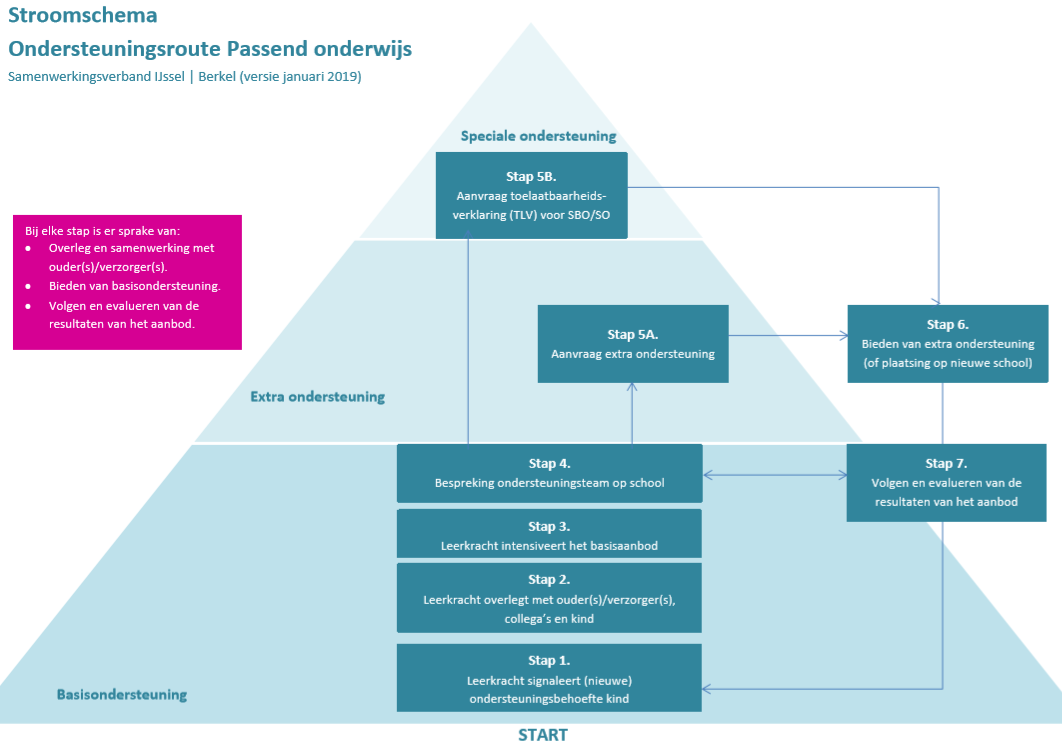 Stroomschema
Ondersteuningsroute Passend onderwijs
Samenwerkingsverband IJssel | Berkel (versie januari 2019)
Speciale ondersteuning
Stap 5B.
Aanvraag toelaatbaarheids-
verklaring (TLV) voor SBO/SO
Bij elke stap is er sprake van:
• Overleg en samenwerking met
ouder(s)/verzorger(s).
• Bieden van basisondersteuning.
• Volgen en evalueren van de
resultaten van het aanbod.
Stap 5A.
Aanvraag extra ondersteuning
Stap 6.
Bieden van extra ondersteuning
(of plaatsing op nieuwe school)
Extra ondersteuning
Stap 4.
Bespreking ondersteuningsteam op school
Stap 7.
Volgen en evalueren van de
resultaten van het aanbod
Stap 3.
Leerkracht intensiveert het basisaanbod
Stap 2.
Leerkracht overlegt met ouder(s)/verzorger(s),
collega's en kind
Stap 1.
Leerkracht signaleert (nieuwe)
ondersteuningsbehoefte kind
Basisondersteuning
START